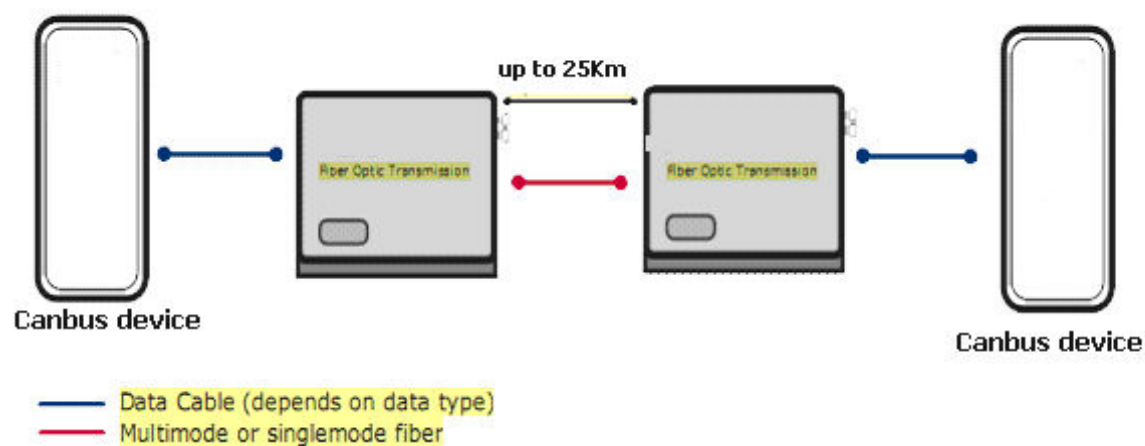 up to 25Km
Fiber Optic Transmission
Fiber Optic Transmission
Canbus device
Canbus device
Data Cable (depends on data type)
Multimode or singlemode fiber